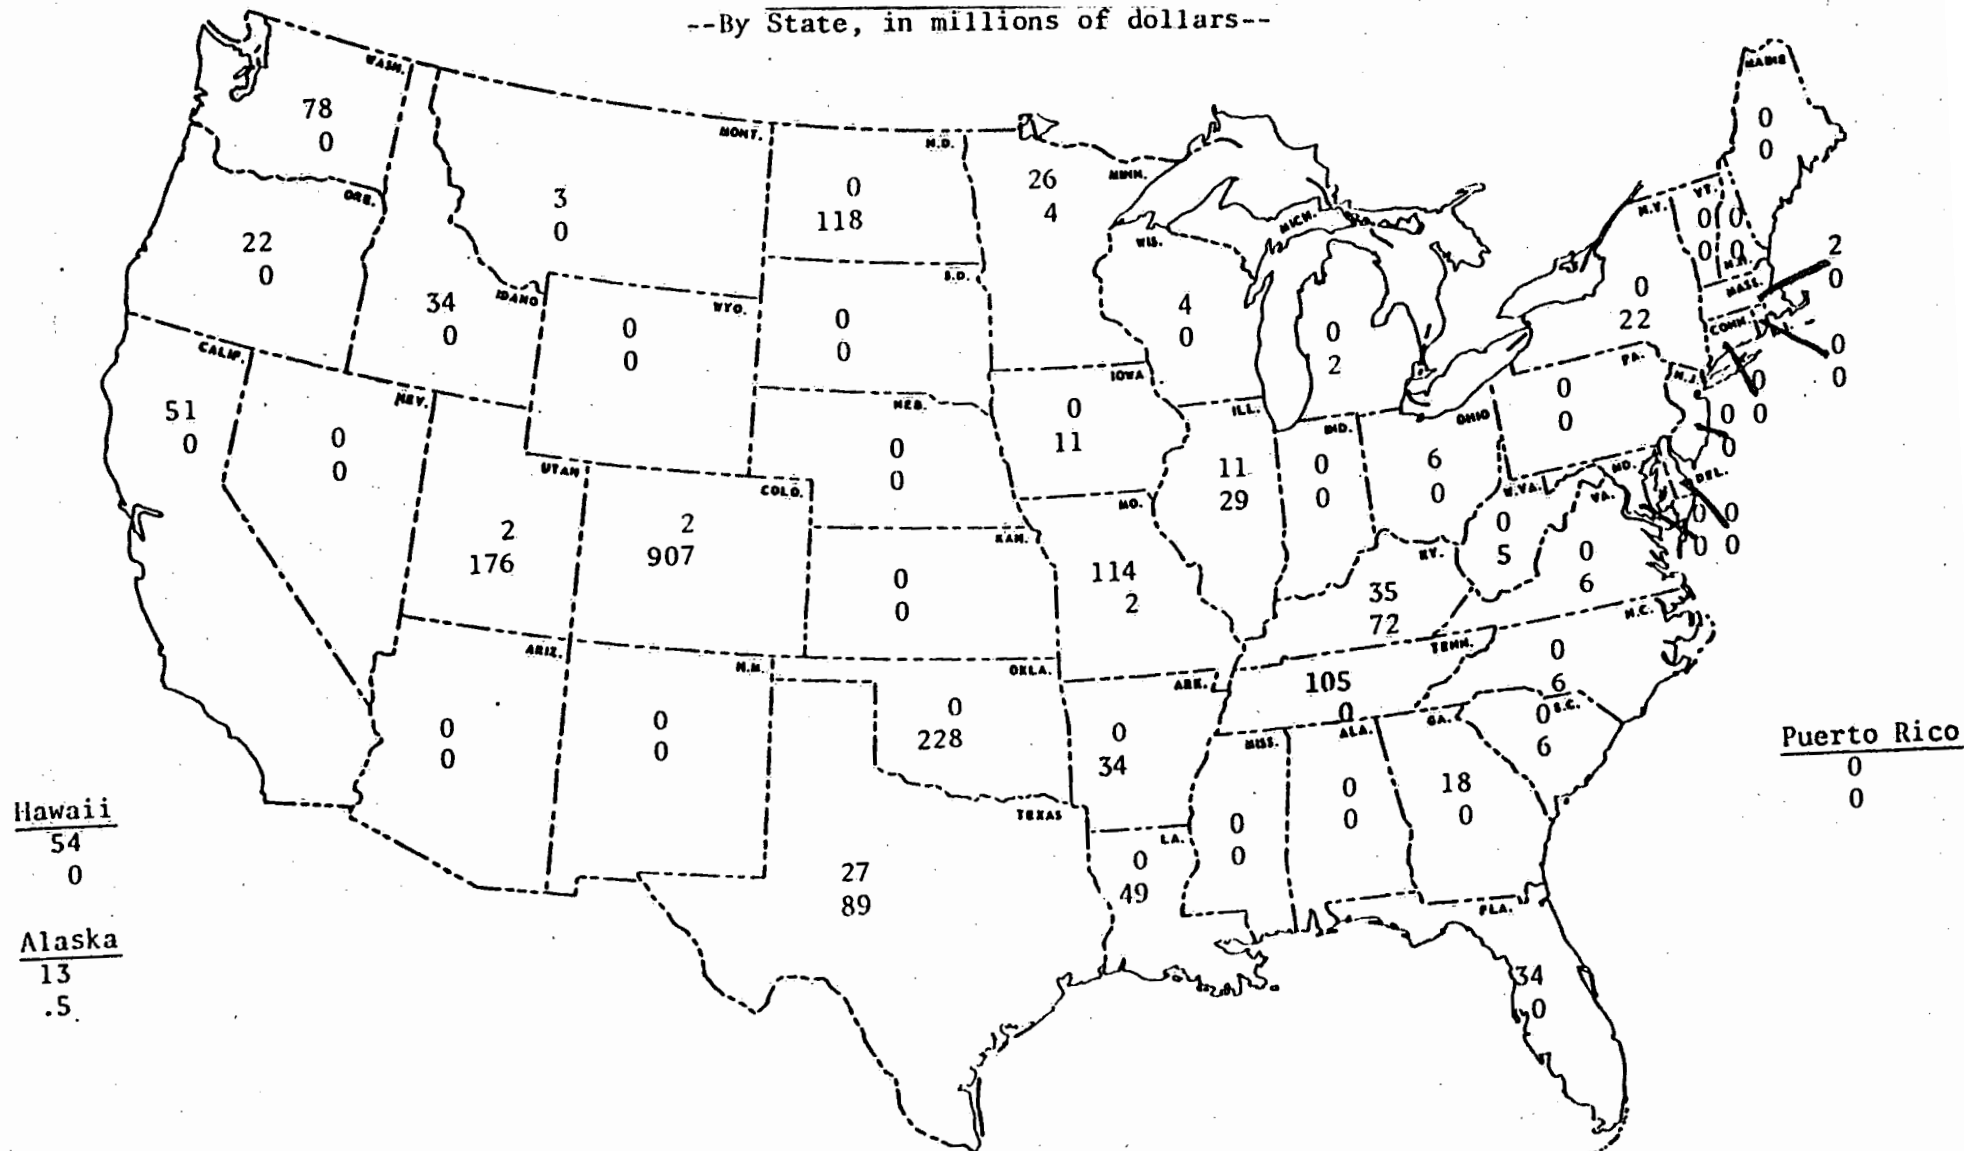 --By State, in millions of dollars--
WASH.
78
0
ORE.
22
0
CALIF.
51
0
IDAHO
34
0
NEV.
0
0
MONT.
3
0
WYO.
0
0
UTAH
2
176
COLO.
2
907
ARIZ.
0
0
N.M.
0
0
N.D.
0
118
S.D.
0
0
NEB.
0
0
KAN.
0
0
OKLA.
0
228
TEXAS
27
89
MINN.
26
4
IOWA
0
11
MO.
114
2
ARK.
0
34
LA.
0
49
WIS.
4
0
ILL.
11
29
MICH.
0
2
IND.
0
0
OHIO
6
0
KY.
35
72
TENN.
105
0
MISS.
0
0
ALA.
0
0
GA.
18
0
FLA.
34
0
S.C.
0
6
N.C.
0
6
VA.
0
6
W.VA.
0
5
PA.
0
0
N.Y.
0
22
VT.
0
0
N.H.
0
0
MAINE
0
0
MASS.
2
0
0
0
CONN.
0
0
N.J.
0
0
DEL.
0
0
MD.
0
0
0
0
Puerto Rico
0
0
Hawaii
54
0
Alaska
13
.5